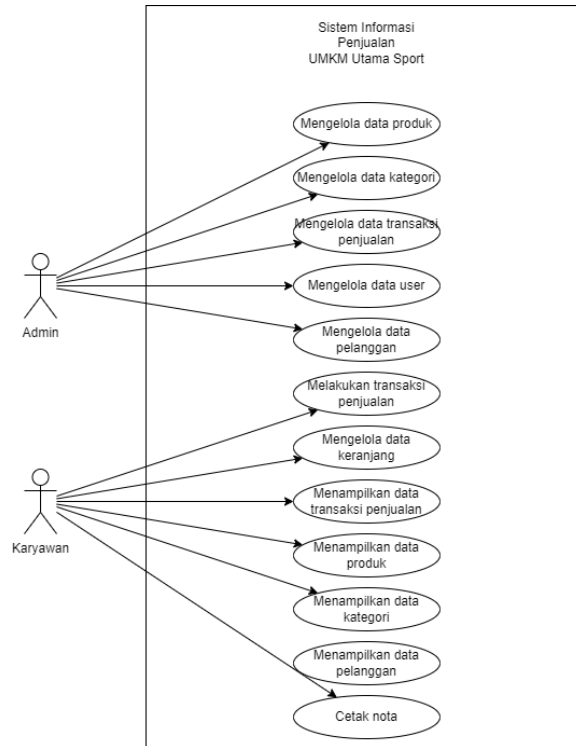 Sistem Informasi
Penjualan
UMKM Utama Sport
Mengelola data produk
Mengelola data kategori
Mengelola data transaksi
penjualan
Mengelola data user
Admin
Mengelola data
pelanggan
Melakukan transaksi
penjualan
Mengelola data
keranjang
Menampilkan data
transaksi penjualan
Karyawan
Menampilkan data
produk
Menampilkan data
kategori
Menampilkan data
pelanggan
Cetak nota